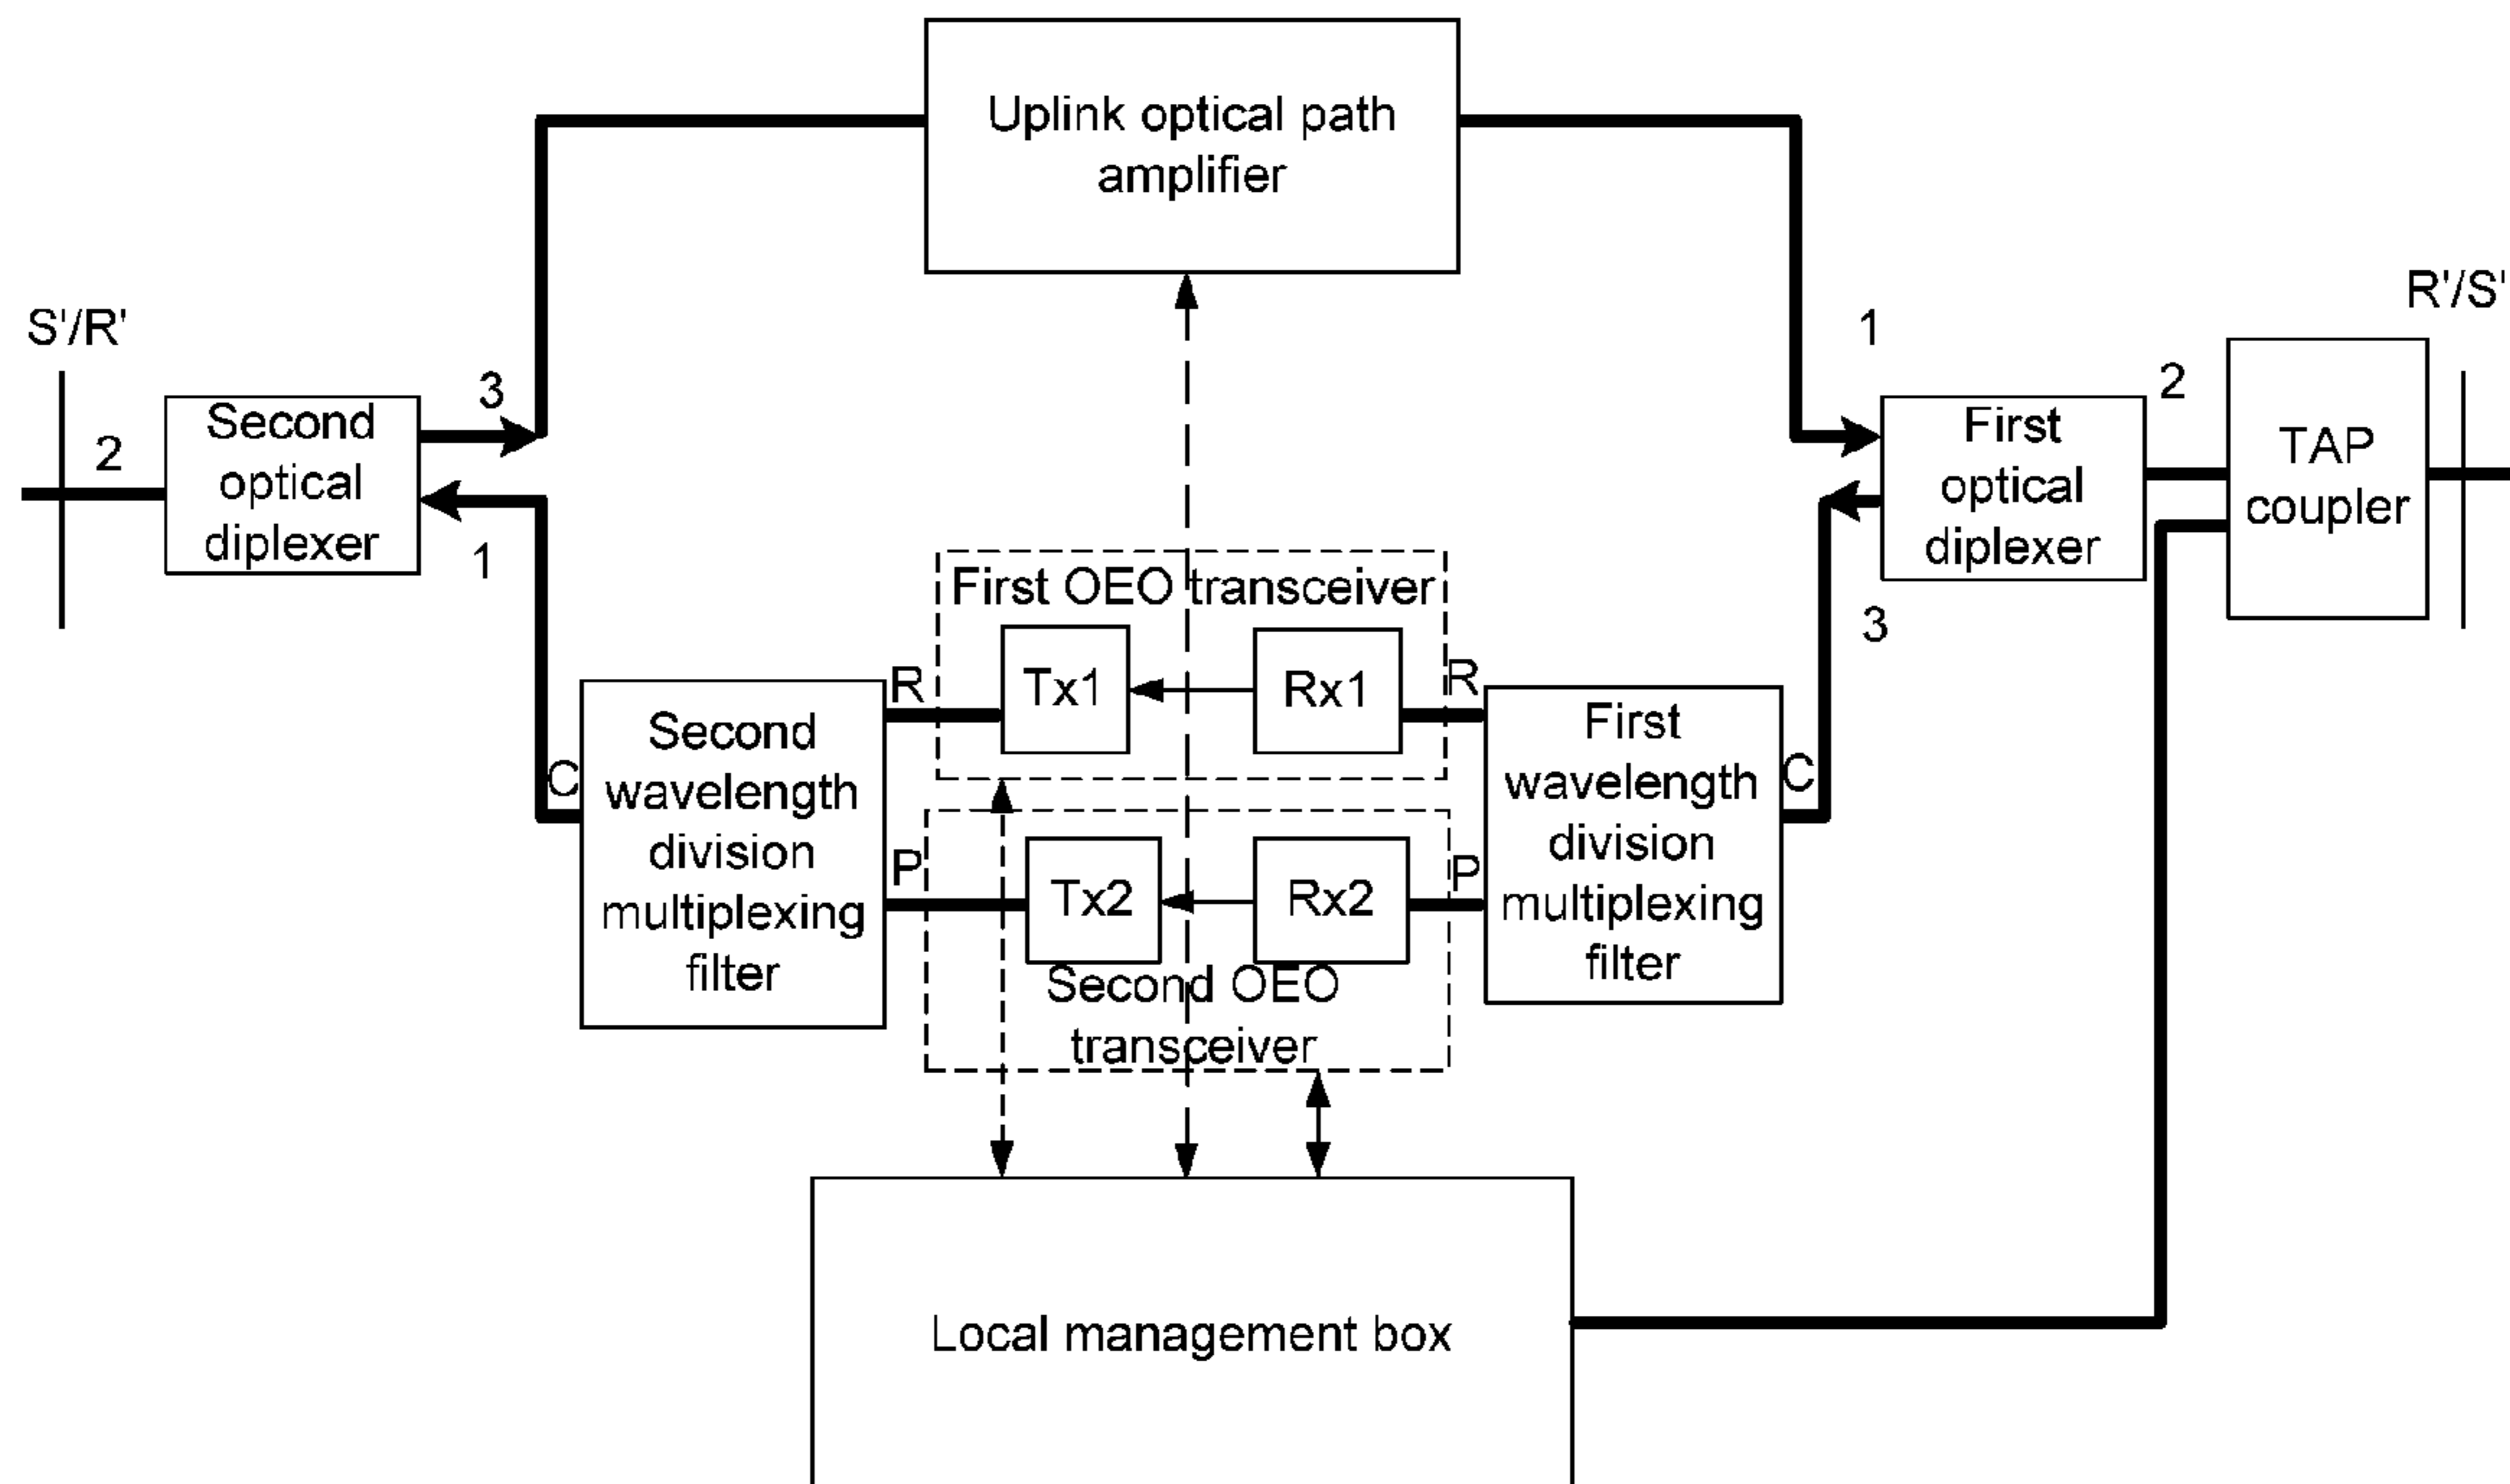 Uplink optical path
amplifier
S'/R'
R'/S'
1
3
2
2
Second
optical
diplexer
First
optical
diplexer
TAP
coupler
1
3
First OEO transceiver
R
Tx1
Rx1
R
C
Second
wavelength
division
multiplexing
filter
First
wavelength
division
multiplexing
filter
C
P
Tx2
Rx2
P
Second OEO
transceiver
Local management box